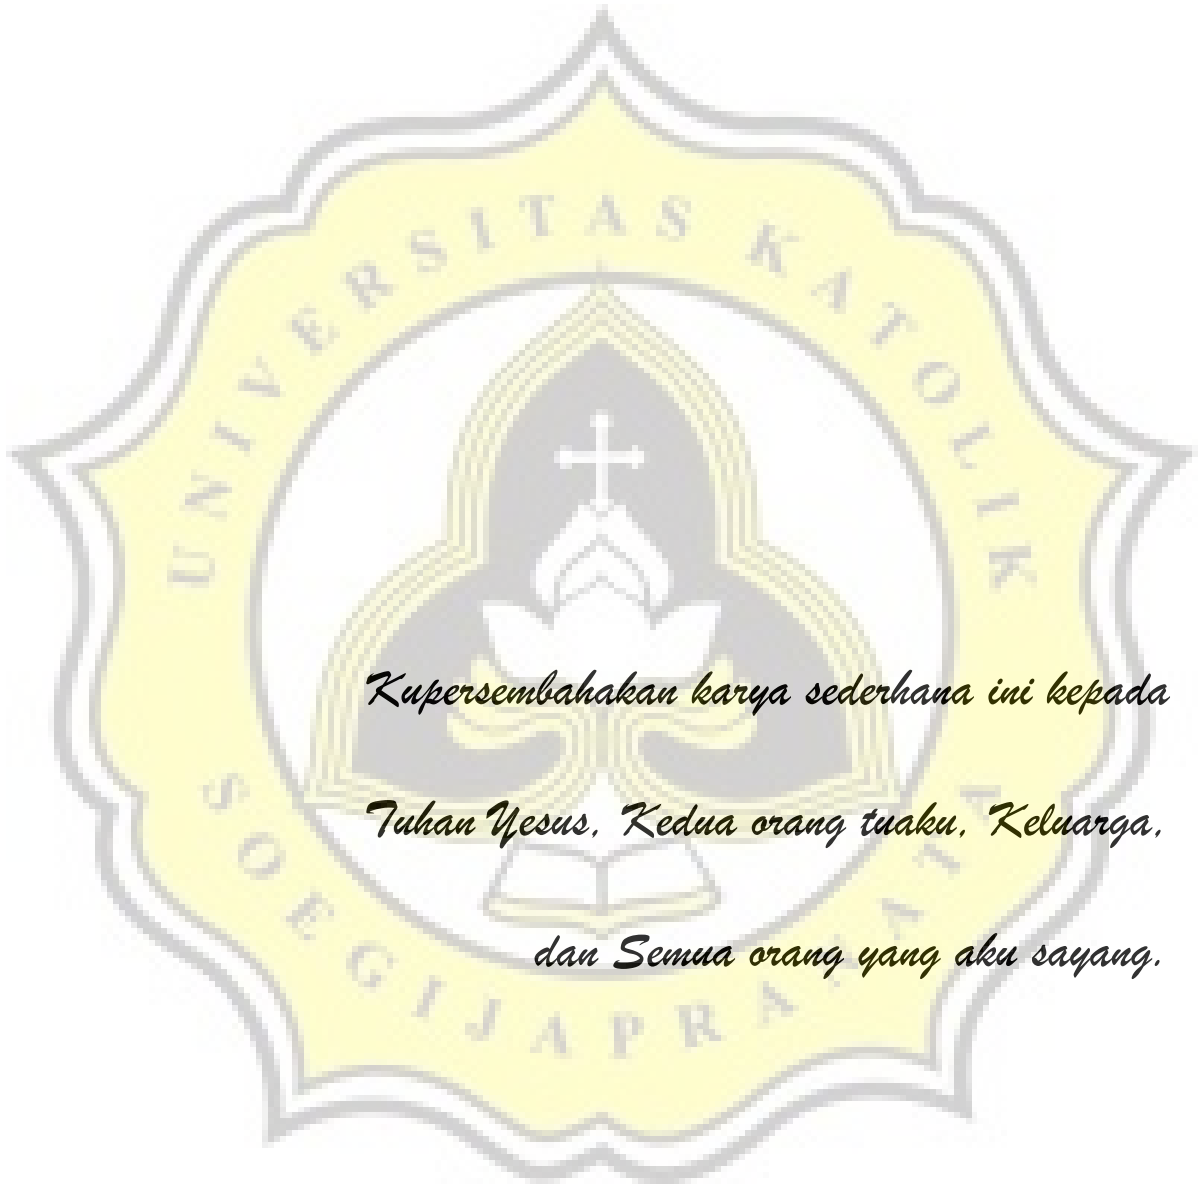 UNIVERSITAS KATOLIK
Kupersembahakan karya sederhana ini kepada
Tuhan Yesus, Kedua orang tuaku, Keluarga,
dan Semua orang yang aku sayang.
SOEGIJAPRANATA